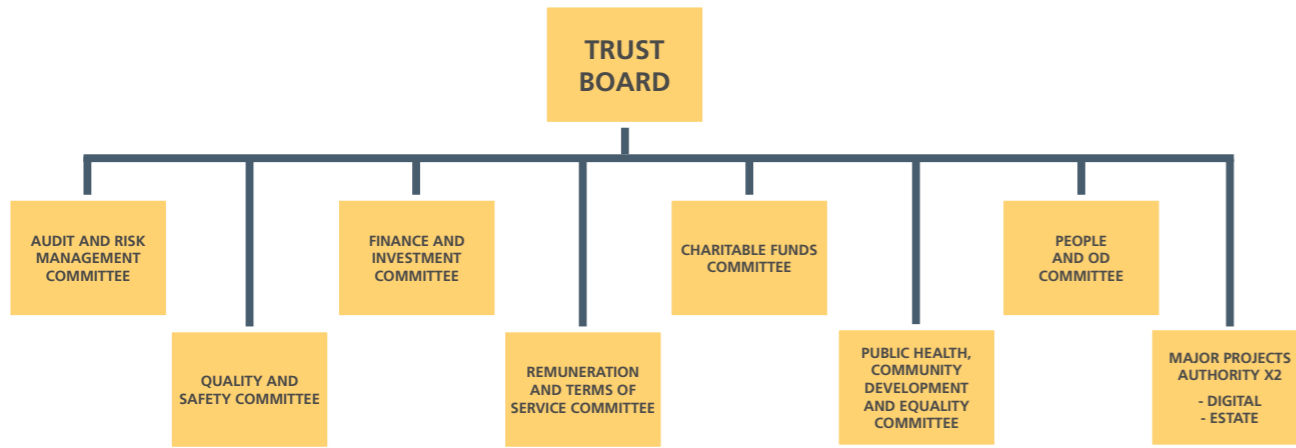 TRUST
BOARD
AUDIT AND RISK
MANAGEMENT
COMMITTEE
QUALITY AND
SAFETY COMMITTEE
FINANCE AND
INVESTMENT
COMMITTEE
REMUNERATION
AND TERMS OF
SERVICE COMMITTEE
CHARITABLE FUNDS
COMMITTEE
PUBLIC HEALTH,
COMMUNITY
DEVELOPMENT
AND EQUALITY
COMMITTEE
PEOPLE
AND OD
COMMITTEE
MAJOR PROJECTS
AUTHORITY X2
- DIGITAL
- ESTATE